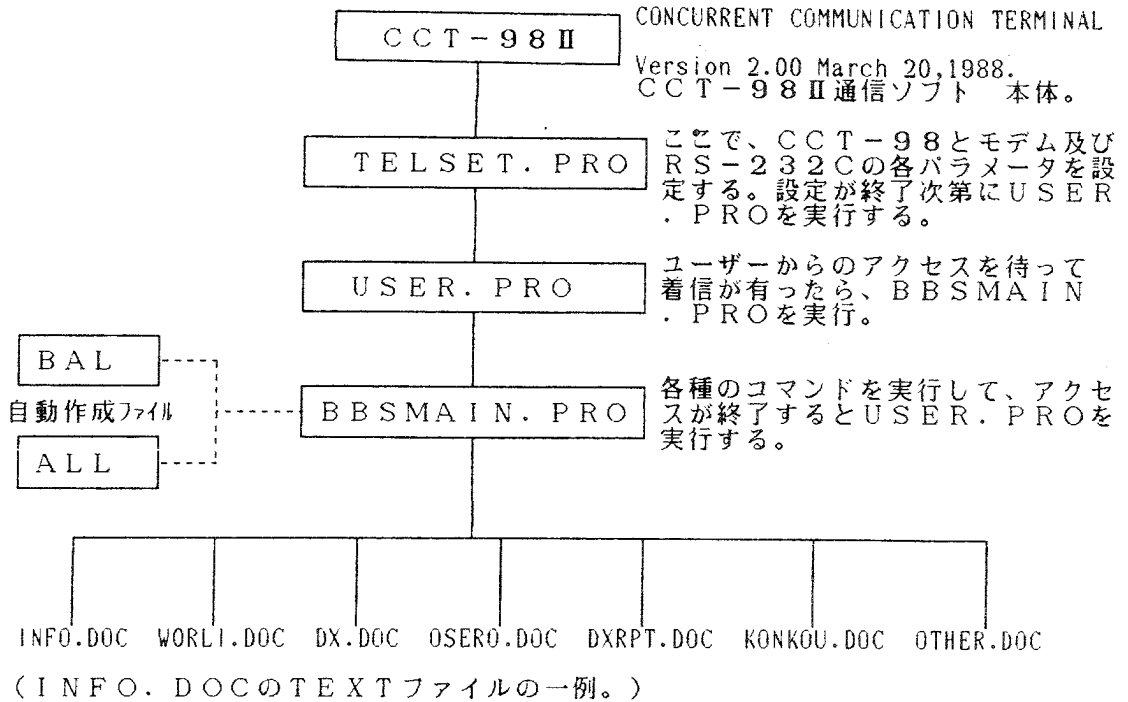 CCT-98Ⅱ
CONCURRENT COMMUNICATION TERMINAL
Version 2.00 March 20,1988.
CCT-98Ⅱ通信ソフト 本体。
TELSET.PRO
ここで、CCT-98とモデム及び
RS-232Cの各パラメータを設
定する。設定が終了次第にUSER
.PROを実行する。
USER.PRO
ユーザーからのアクセスを待って
着信が有ったら、BBSMAIN
.PROを実行。
BAL
自動作成ファイル
ALL
BBSMAIN.PRO
各種のコマンドを実行して、アクセ
スが終了するとUSER.PROを
実行する。
INFO.DOC WORLI.DOC DX.DOC OSERO.DOC DXRPT.DOC KONKOU.DOC OTHER.DOC
(INFO.DOCのTEXTファイルの一例。)